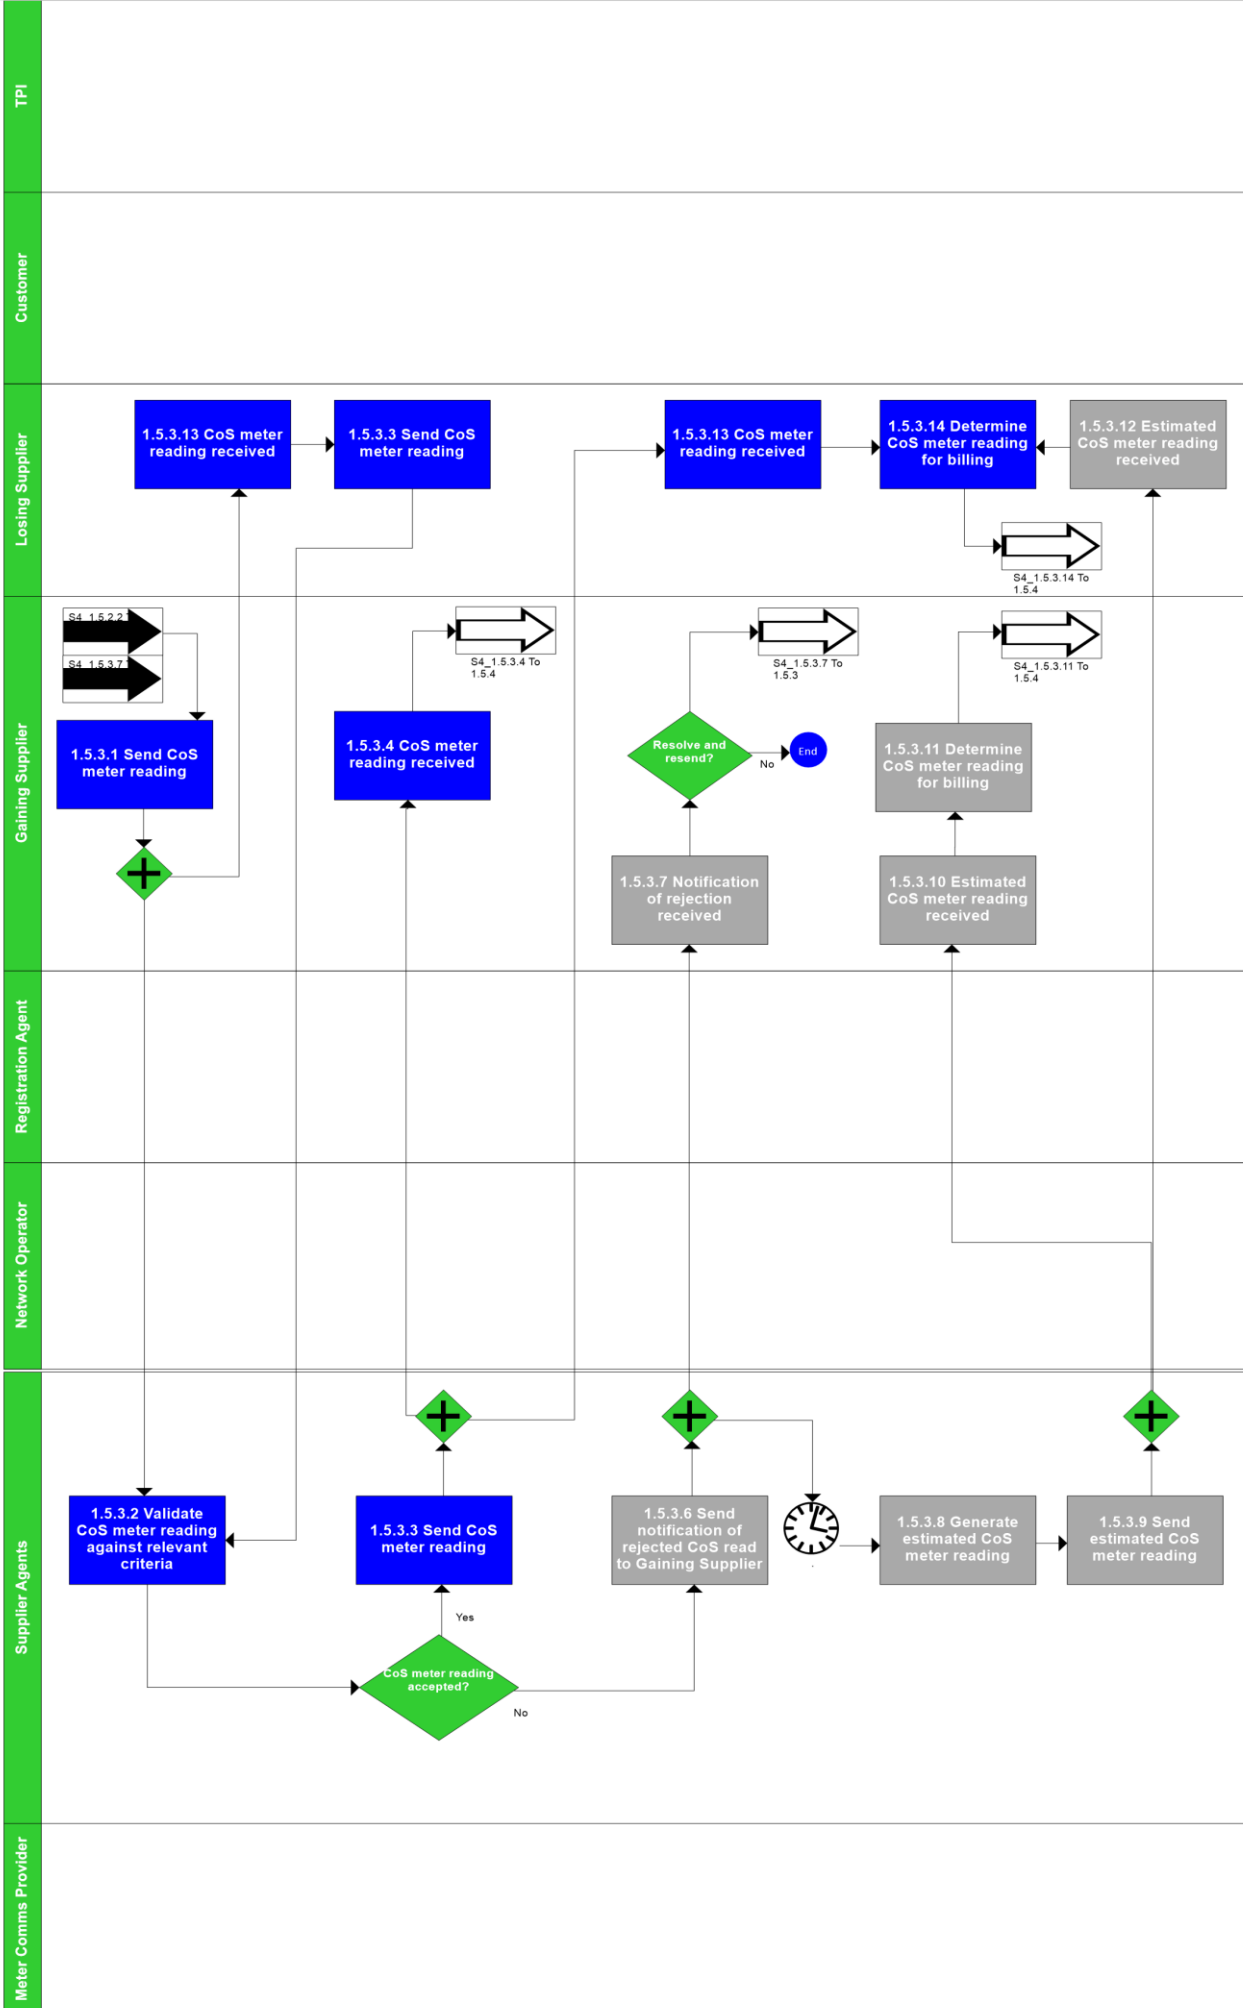 TPI
Customer
Losing Supplier
1.5.3.13 CoS meter
reading received
1.5.3.3 Send CoS
meter reading
1.5.3.13 CoS meter
reading received
1.5.3.14 Determine
CoS meter reading
for billing
1.5.3.12 Estimated
CoS meter reading
received
S4_1.5.3.14 To
1.5.4
Gaining Supplier
S4_1.5.2.2
S4_1.5.3.7
1.5.3.1 Send CoS
meter reading
S4_1.5.3.4 To
1.5.4
1.5.3.4 CoS meter
reading received
S4_1.5.3.7 To
1.5.3
Resolve and
resend?
No
End
S4_1.5.3.11 To
1.5.4
1.5.3.11 Determine
CoS meter reading
for billing
1.5.3.7 Notification
of rejection
received
1.5.3.10 Estimated
CoS meter reading
received
Registration Agent
Network Operator
Supplier Agents
1.5.3.2 Validate
CoS meter reading
against relevant
criteria
1.5.3.3 Send CoS
meter reading
1.5.3.6 Send
notification of
rejected CoS read
to Gaining Supplier
1.5.3.8 Generate
estimated CoS
meter reading
1.5.3.9 Send
estimated CoS
meter reading
Yes
CoS meter reading
accepted?
No
Meter Comms Provider